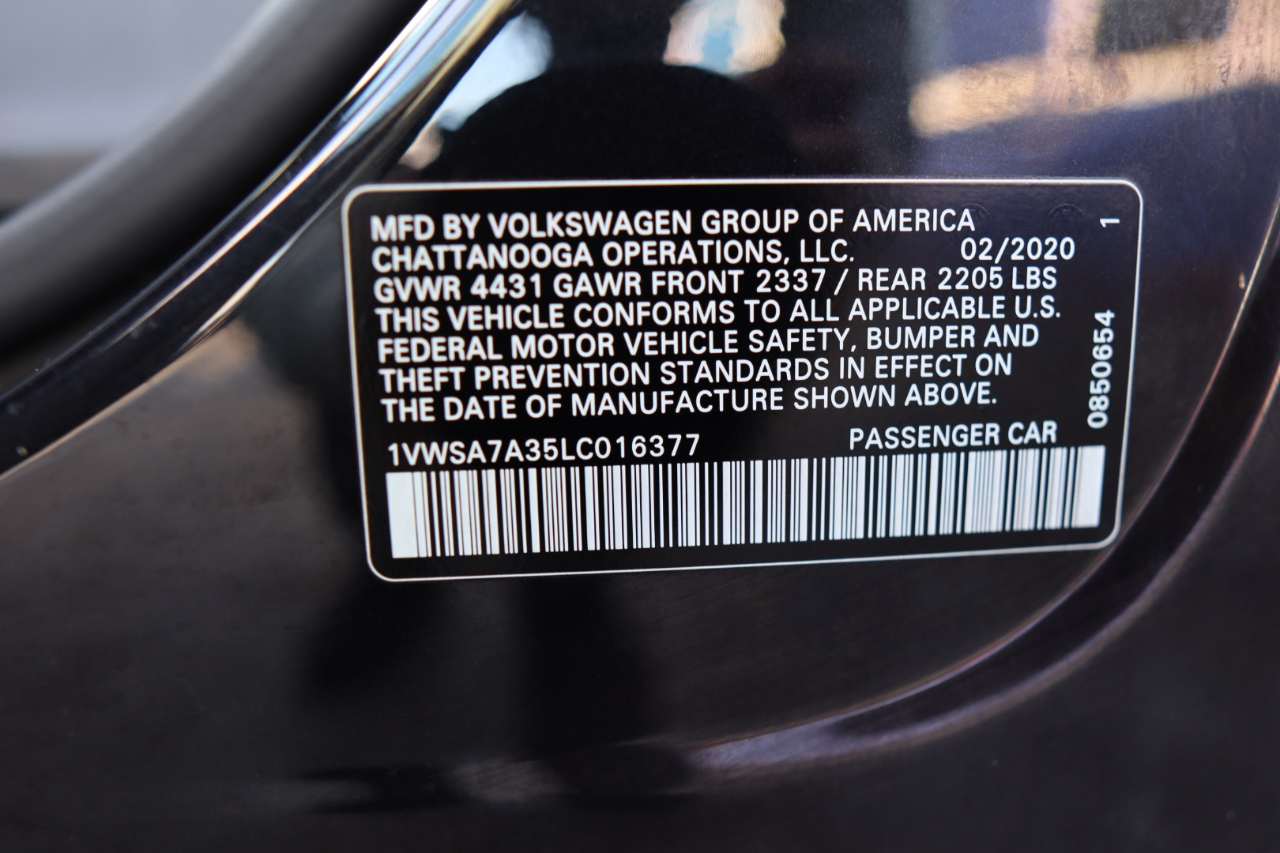 MFD BY VOLKSWAGEN GROUP OF AMERICA
CHATTANOOGA OPERATIONS, LLC. 02/2020
GVWR 4431 GAWR FRONT 2337 / REAR 2205 LBS
THIS VEHICLE CONFORMS TO ALL APPLICABLE U.S.
FEDERAL MOTOR VEHICLE SAFETY, BUMPER AND
THEFT PREVENTION STANDARDS IN EFFECT ON
THE DATE OF MANUFACTURE SHOWN ABOVE.
1VWSA7A35LC016377 PASSENGER CAR
0850654 1